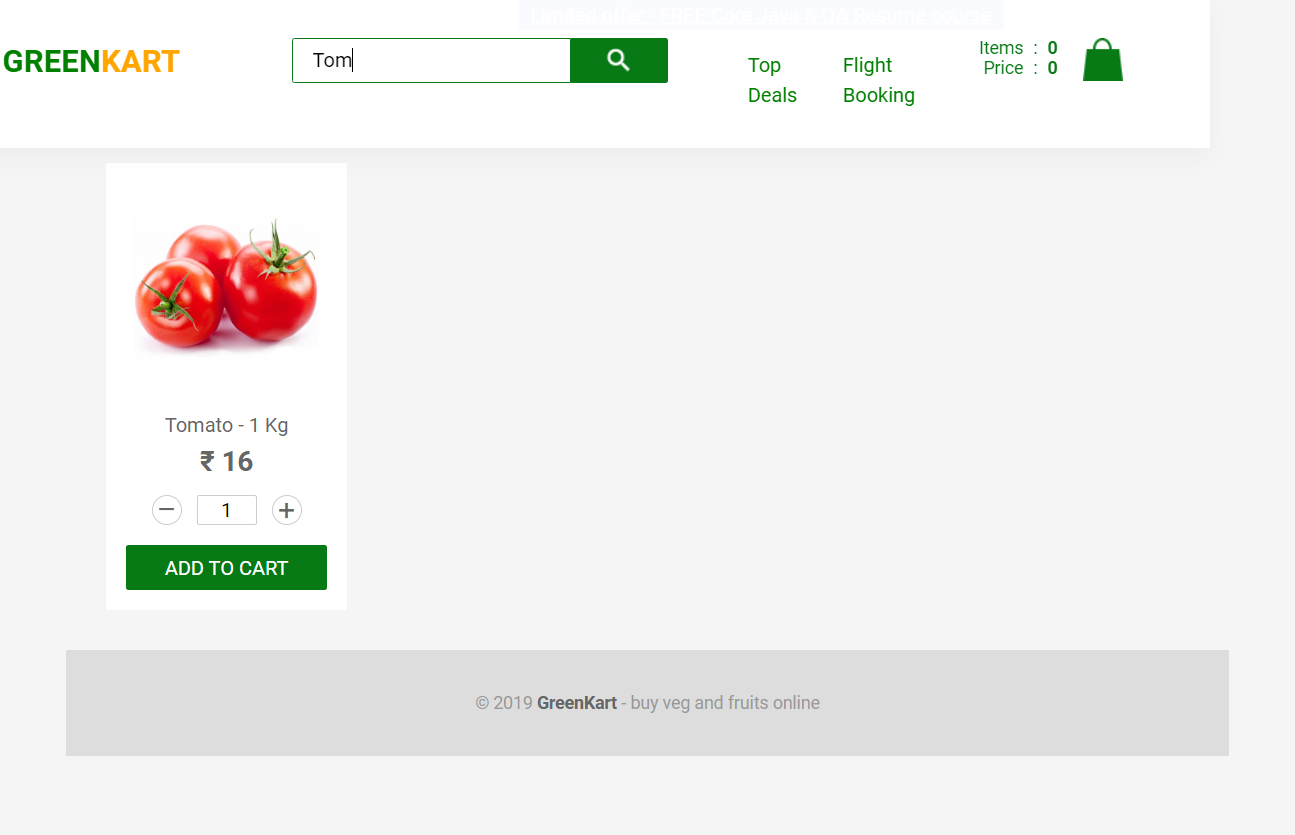 Limited offer - FREE Core Java & QA Resume course
GREENKART
Tom
Top
Deals
Flight
Booking
Items : 0
Price : 0
Tomato - 1 Kg
₹ 16
− 1 +
ADD TO CART
© 2019 GreenKart - buy veg and fruits online